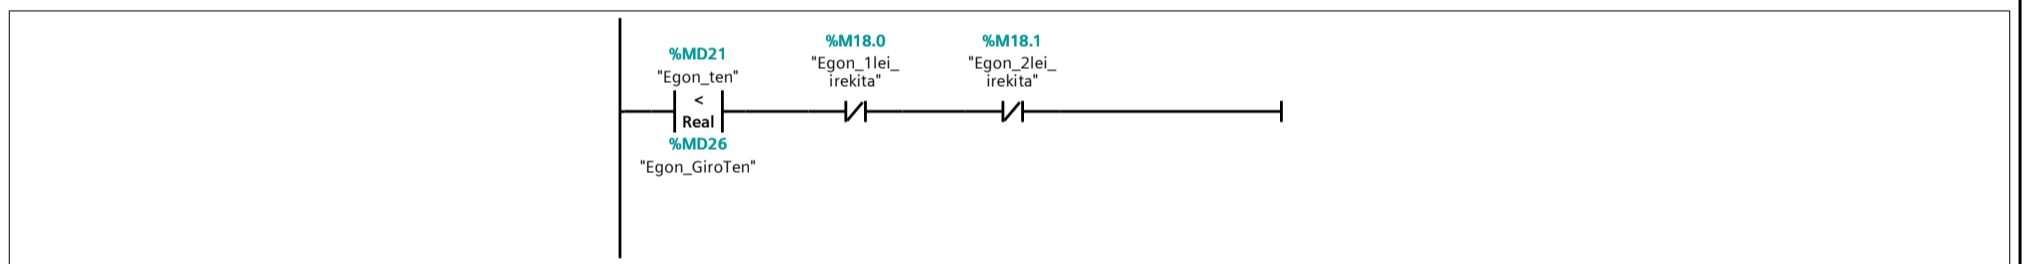 %MD21
"Egon_ten"
<
Real
%MD26
"Egon_GiroTen"
%M18.0
"Egon_1lei_
irekita"
%M18.1
"Egon_2lei_
irekita"